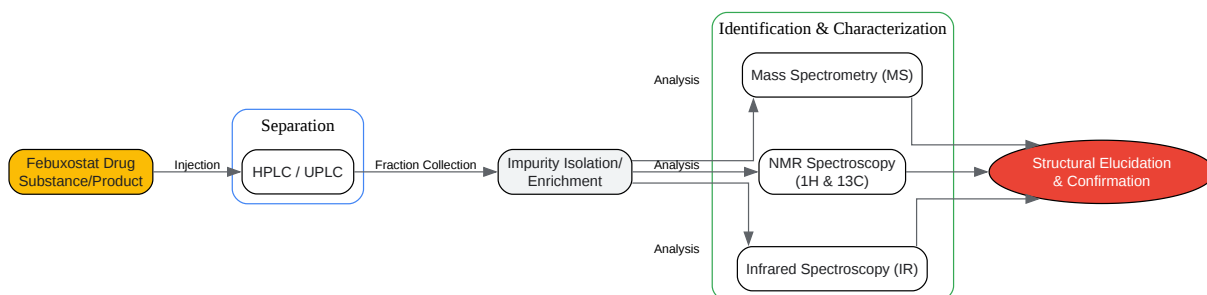 Febuxostat Drug
Substance/Product
Injection
Separation
HPLC / UPLC
Fraction Collection
Impurity Isolation/
Enrichment
Analysis
Analysis
Analysis
Identification & Characterization
Mass Spectrometry (MS)
NMR Spectroscopy
(1H & 13C)
Infrared Spectroscopy (IR)
Structural Elucidation
& Confirmation